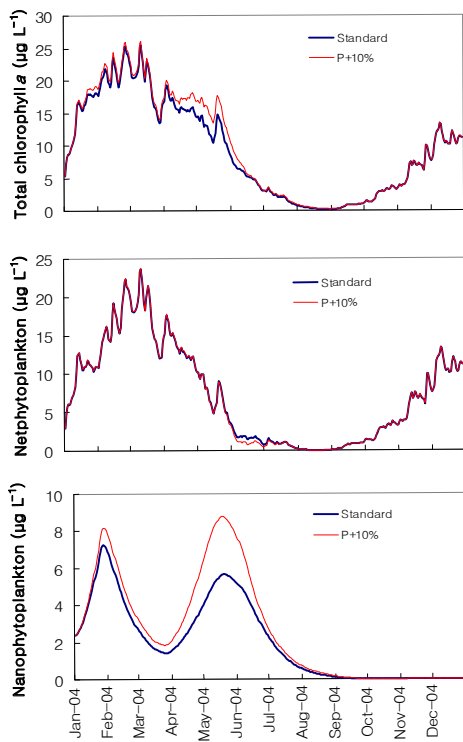 Total chlorophyll a (µg L⁻¹)
30
25
20
15
10
5
0
Standard
P+10%
Netphytoplankton (µg L⁻¹)
25
20
15
10
5
0
Standard
P+10%
Nanophytoplankton (µg L⁻¹)
10
8
6
4
2
0
Standard
P+10%
Jan-04
Feb-04
Mar-04
Apr-04
May-04
Jun-04
Jul-04
Aug-04
Sep-04
Oct-04
Nov-04
Dec-04